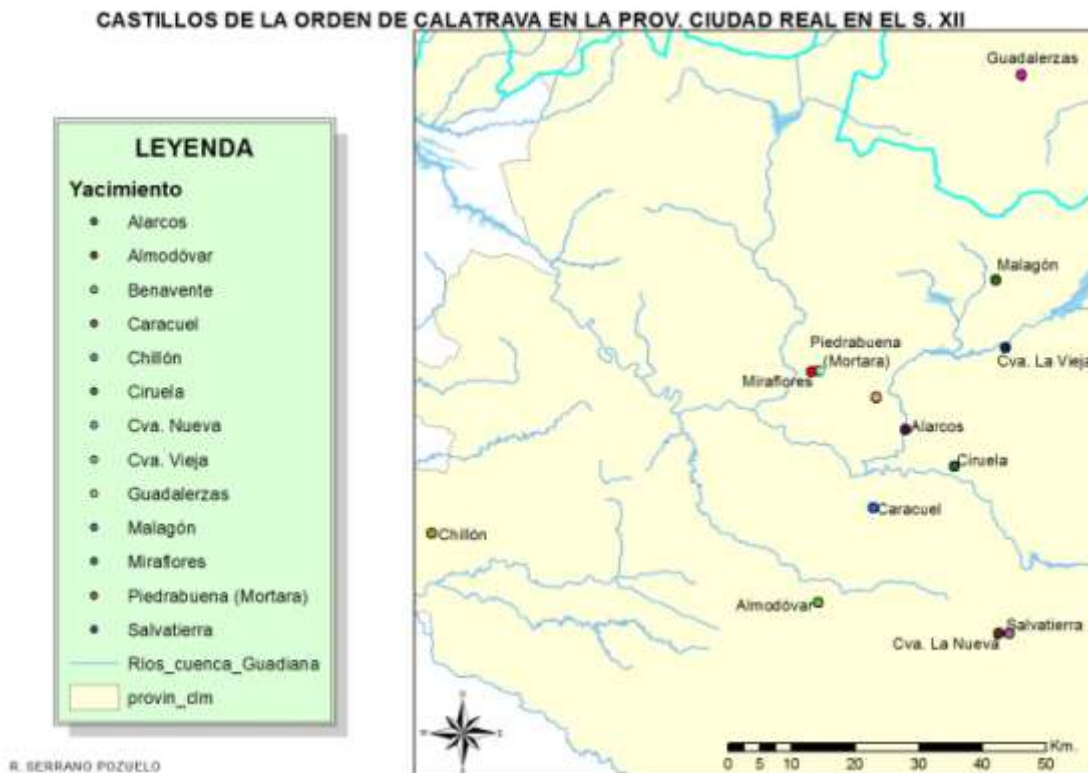 CASTILLOS DE LA ORDEN DE CALATRAVA EN LA PROV. CIUDAD REAL EN EL S. XII
LEYENDA
Yacimiento
Alarcos
Almodóvar
Benavente
Caracuel
Chillón
Ciruela
Cva. Nueva
Cva. Vieja
Guadalerzas
Malagón
Miraflores
Piedrabuena (Mortara)
Salvatierra
Rios_cuenca_Guadiana
provin_clm
R. SERRANO POZUELO
Guadalerzas
Malagón
Piedrabuena
(Mortara)
Cva. La Vieja
Miraflores
Alarcos
Ciruela
Caracuel
Chillón
Almodóvar
Salvatierra
Cva. La Nueva
Km.
0 5 10 20 30 40 50